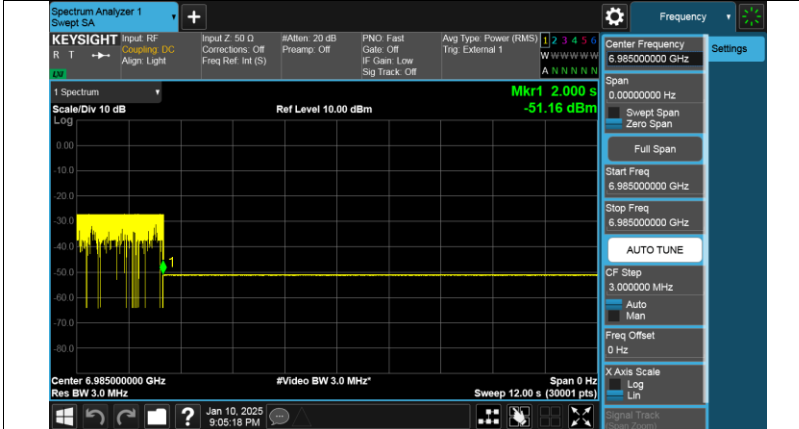 Spectrum Analyzer 1
Swept SA
Frequency
KEYSIGHT
R T
Input: RF
Coupling: DC
Align: Light
Input Z: 50 Ω
Corrections: Off
Freq Ref: Int (S)
#Atten: 20 dB
Preamp: Off
PNO: Fast
Gate: Off
IF Gain: Low
Sig Track: Off
Avg Type: Power (RMS)
Trig: External 1
1 2 3 4 5 6
W W W W W W
A N N N N N
Settings
1 Spectrum
Mkr1 2.000 s
Scale/Div 10 dB
Ref Level 10.00 dBm
-51.16 dBm
Log
0.00
-10.0
-20.0
-30.0
-40.0
-50.0
-60.0
-70.0
-80.0
1
Center 6.985000000 GHz
#Video BW 3.0 MHz*
Span 0 Hz
Res BW 3.0 MHz
Sweep 12.00 s (30001 pts)
Center Frequency
6.985000000 GHz
Span
0.00000000 Hz
Swept Span
Zero Span
Full Span
Start Freq
6.985000000 GHz
Stop Freq
6.985000000 GHz
AUTO TUNE
CF Step
3.000000 MHz
Auto
Man
Freq Offset
0 Hz
X Axis Scale
Log
Lin
Signal Track
(Span Zoom)
?
Jan 10, 2025
9:05:18 PM